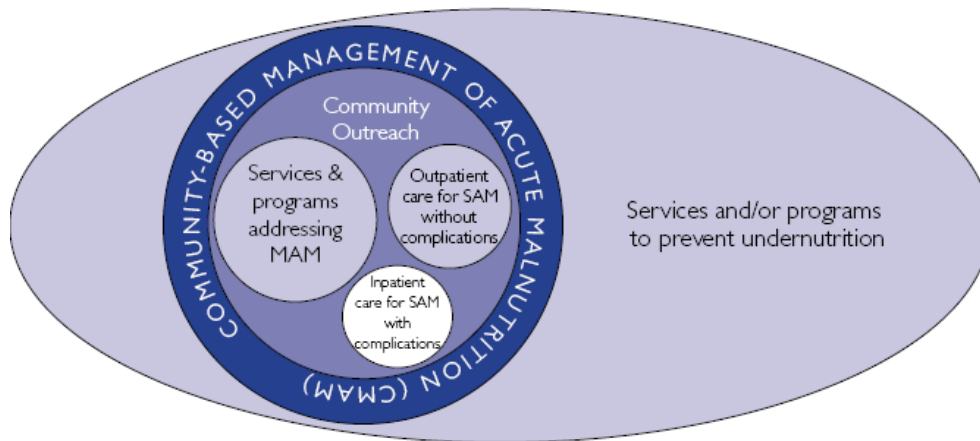 COMMUNITY-BASED MANAGEMENT OF ACUTE MALNUTRITION (CMAM)
Community
Outreach
Services &
programs
addressing
MAM
Outpatient
care for SAM
without
complications
Inpatient
care for SAM
with
complications
Services and/or programs
to prevent undernutrition